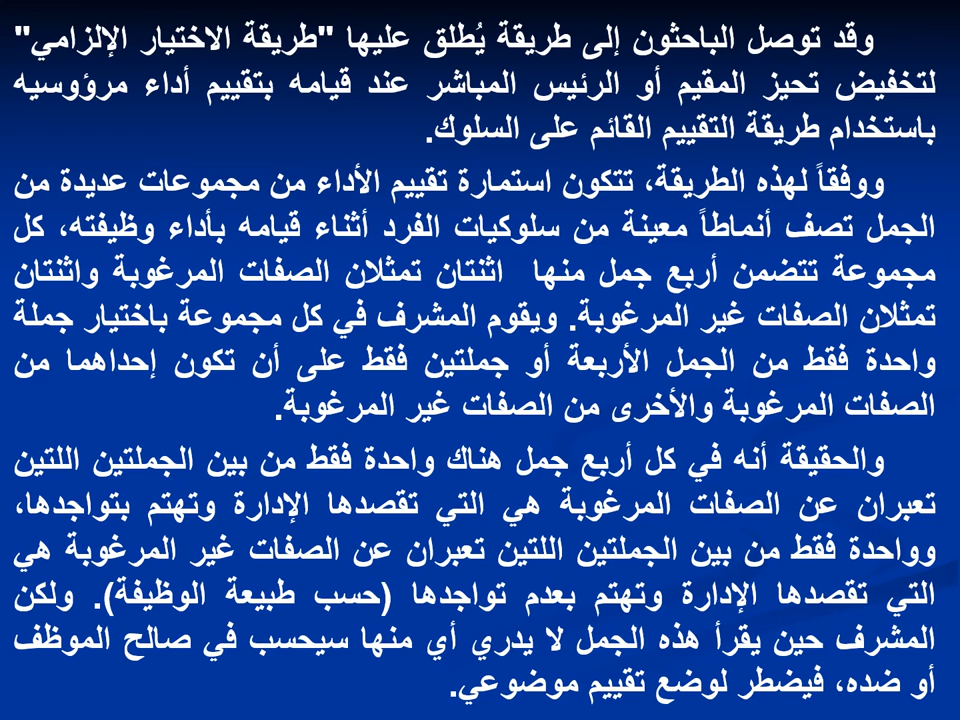 وقد توصل الباحثون إلى طريقة يُطلق عليها "طريقة الاختيار الإلزامي"
لتخفيض تحيز المقيم أو الرئيس المباشر عند قيامه بتقييم أداء مرؤوسيه
باستخدام طريقة التقييم القائم على السلوك.
ووفقاً لهذه الطريقة، تتكون استمارة تقييم الأداء من مجموعات عديدة من
الجمل تصف أنماطاً معينة من سلوكيات الفرد أثناء قيامه بأداء وظيفته، كل
مجموعة تتضمن أربع جمل منها اثنتان تمثلان الصفات المرغوبة واثنتان
تمثلان الصفات غير المرغوبة. ويقوم المشرف في كل مجموعة باختيار جملة
واحدة فقط من الجمل الأربعة أو جملتين فقط على أن تكون إحداهما من
الصفات المرغوبة والأخرى من الصفات غير المرغوبة.
والحقيقة أنه في كل أربع جمل هناك واحدة فقط من بين الجملتين اللتين
تعبران عن الصفات المرغوبة هي التي تقصدها الإدارة وتهتم بتواجدها،
وواحدة فقط من بين الجملتين اللتين تعبران عن الصفات غير المرغوبة هي
التي تقصدها الإدارة وتهتم بعدم تواجدها (حسب طبيعة الوظيفة). ولكن
المشرف حين يقرأ هذه الجمل لا يدري أي منها سيحسب في صالح الموظف
أو ضده، فيضطر لوضع تقييم موضوعي.